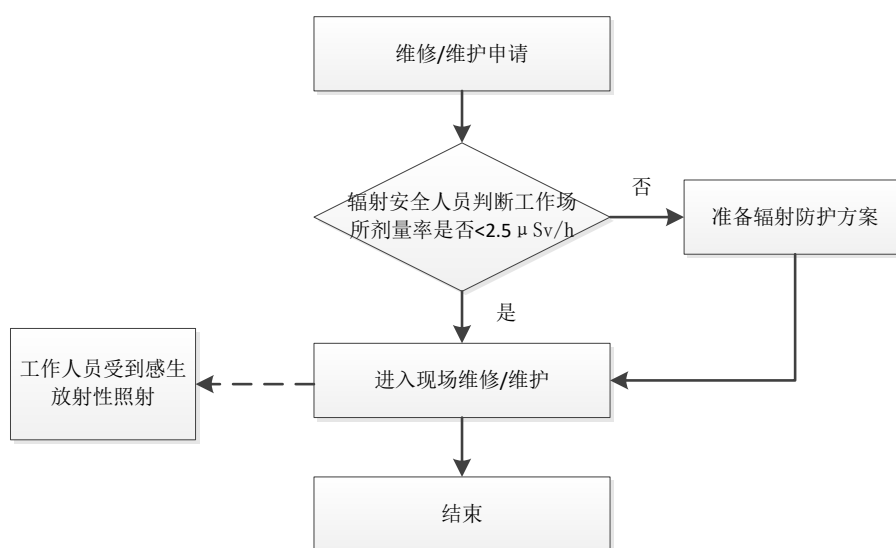 维修/维护申请
辐射安全人员判断工作场
所剂量率是否<2.5μSv/h
否
准备辐射防护方案
是
工作人员受到感生
放射性照射
进入现场维修/维护
结束